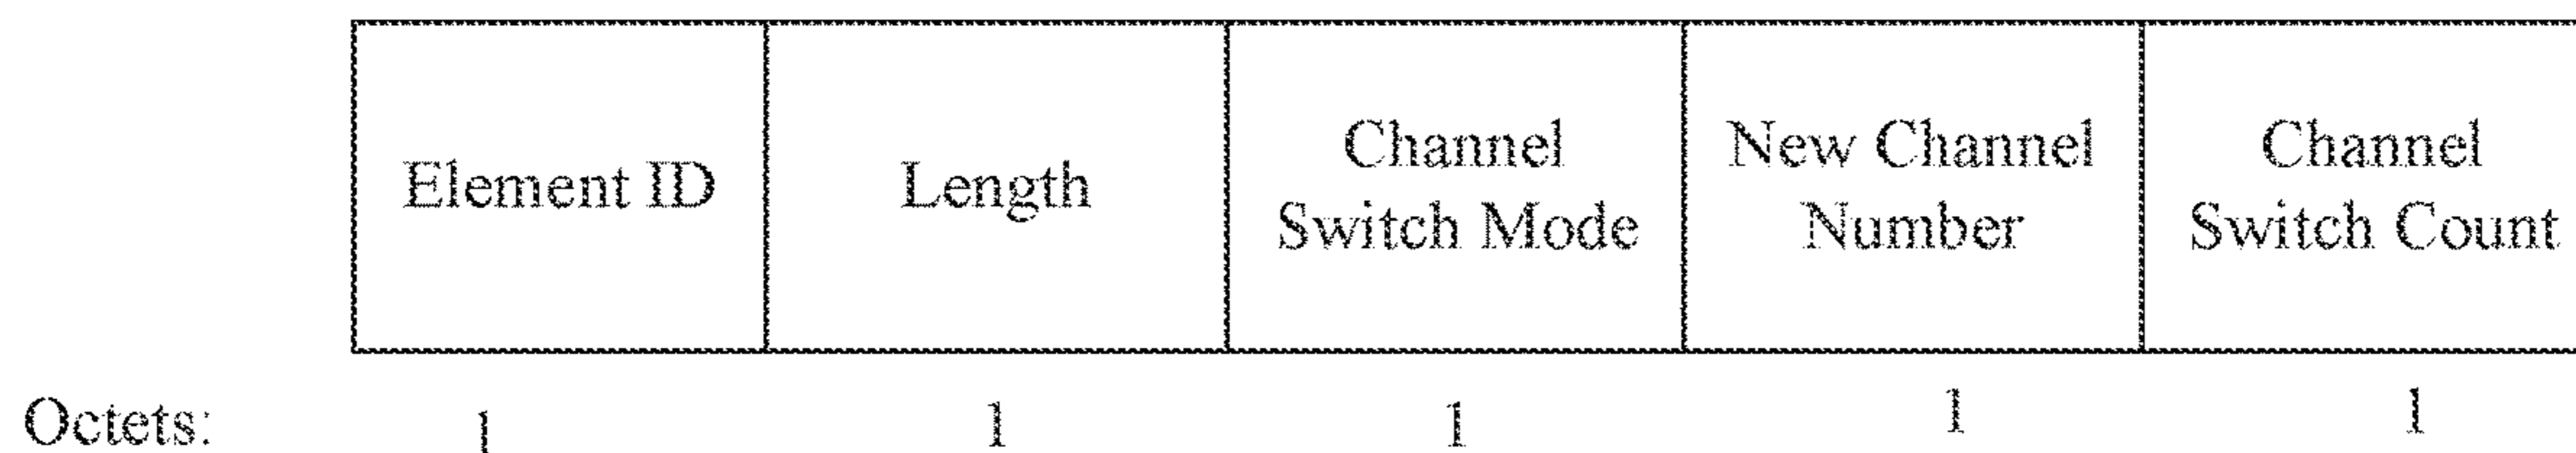 Element ID
Length
Channel
Switch Mode
New Channel
Number
Channel
Switch Count
Octets: 1 1 1 1 1